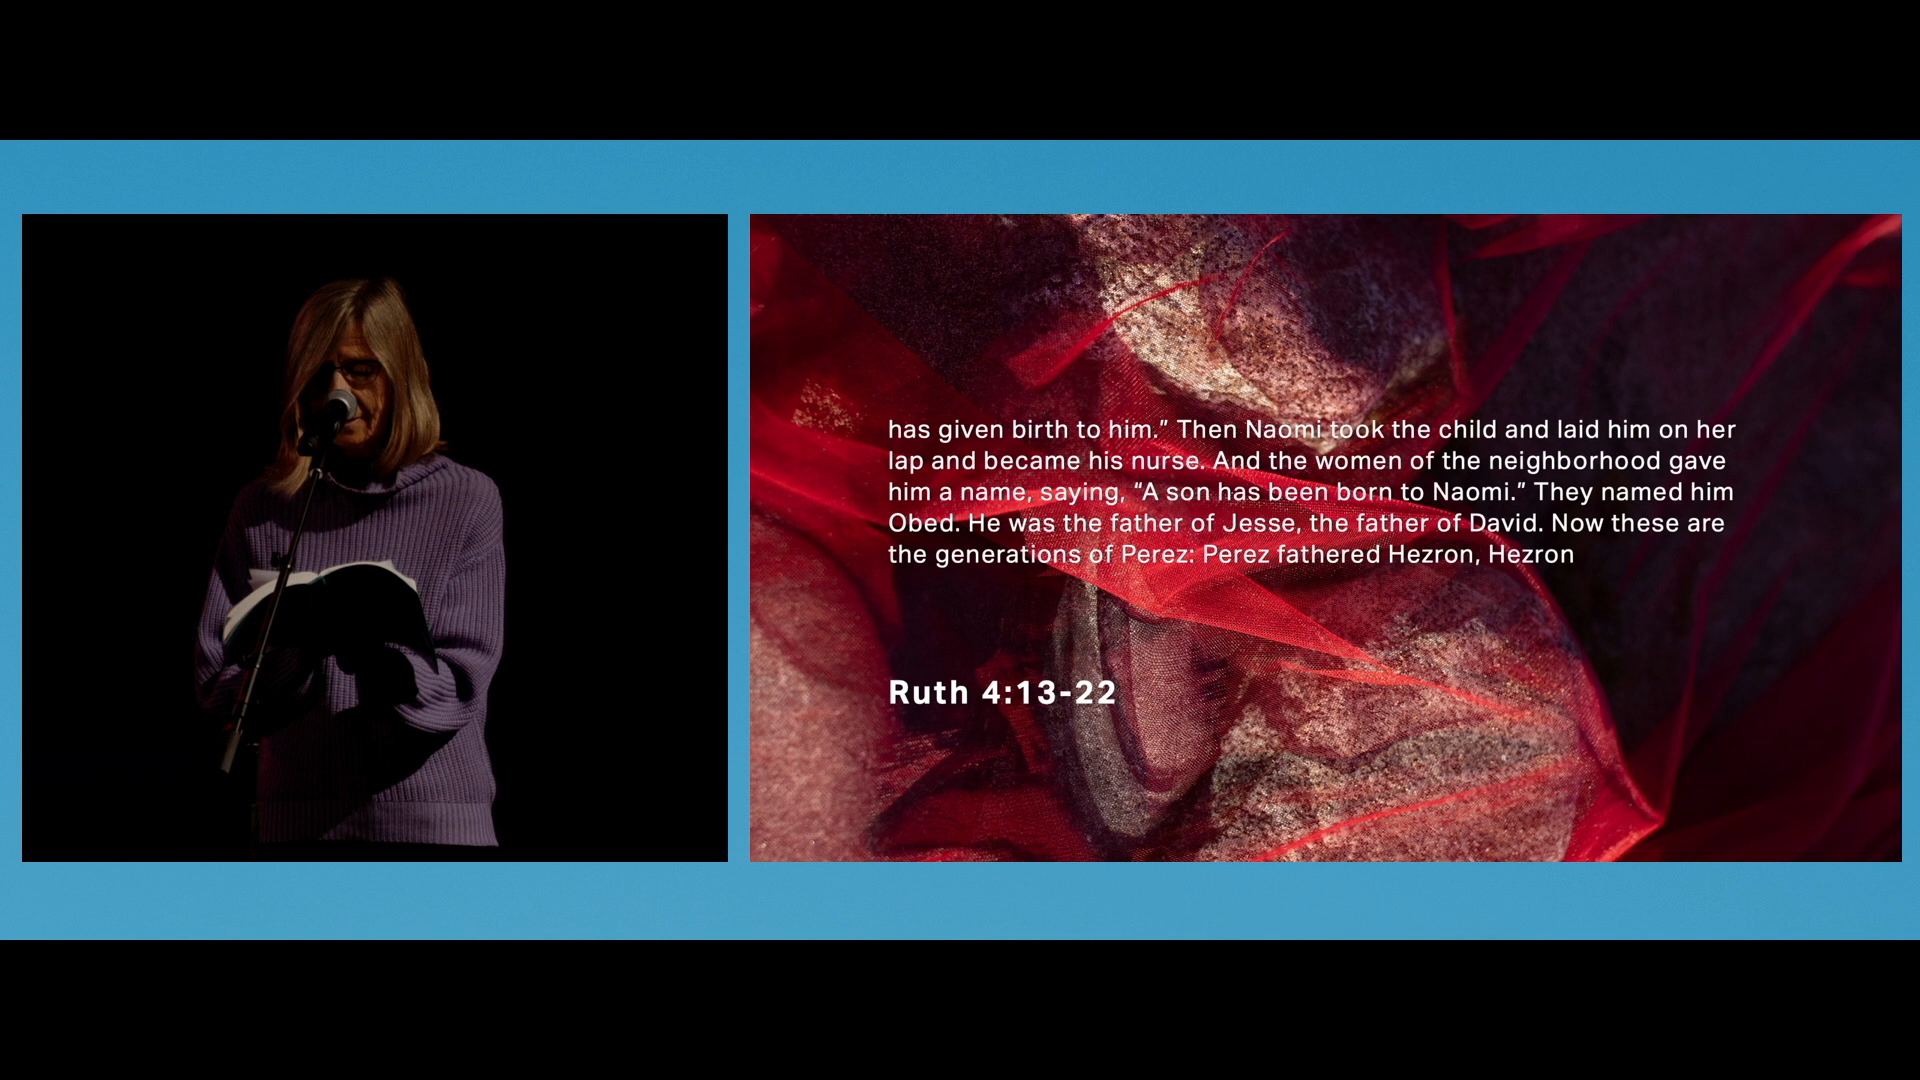 has given birth to him.” Then Naomi took the child and laid him on her
lap and became his nurse. And the women of the neighborhood gave
him a name, saying, “A son has been born to Naomi.” They named him
Obed. He was the father of Jesse, the father of David. Now these are
the generations of Perez: Perez fathered Hezron, Hezron
Ruth 4:13-22